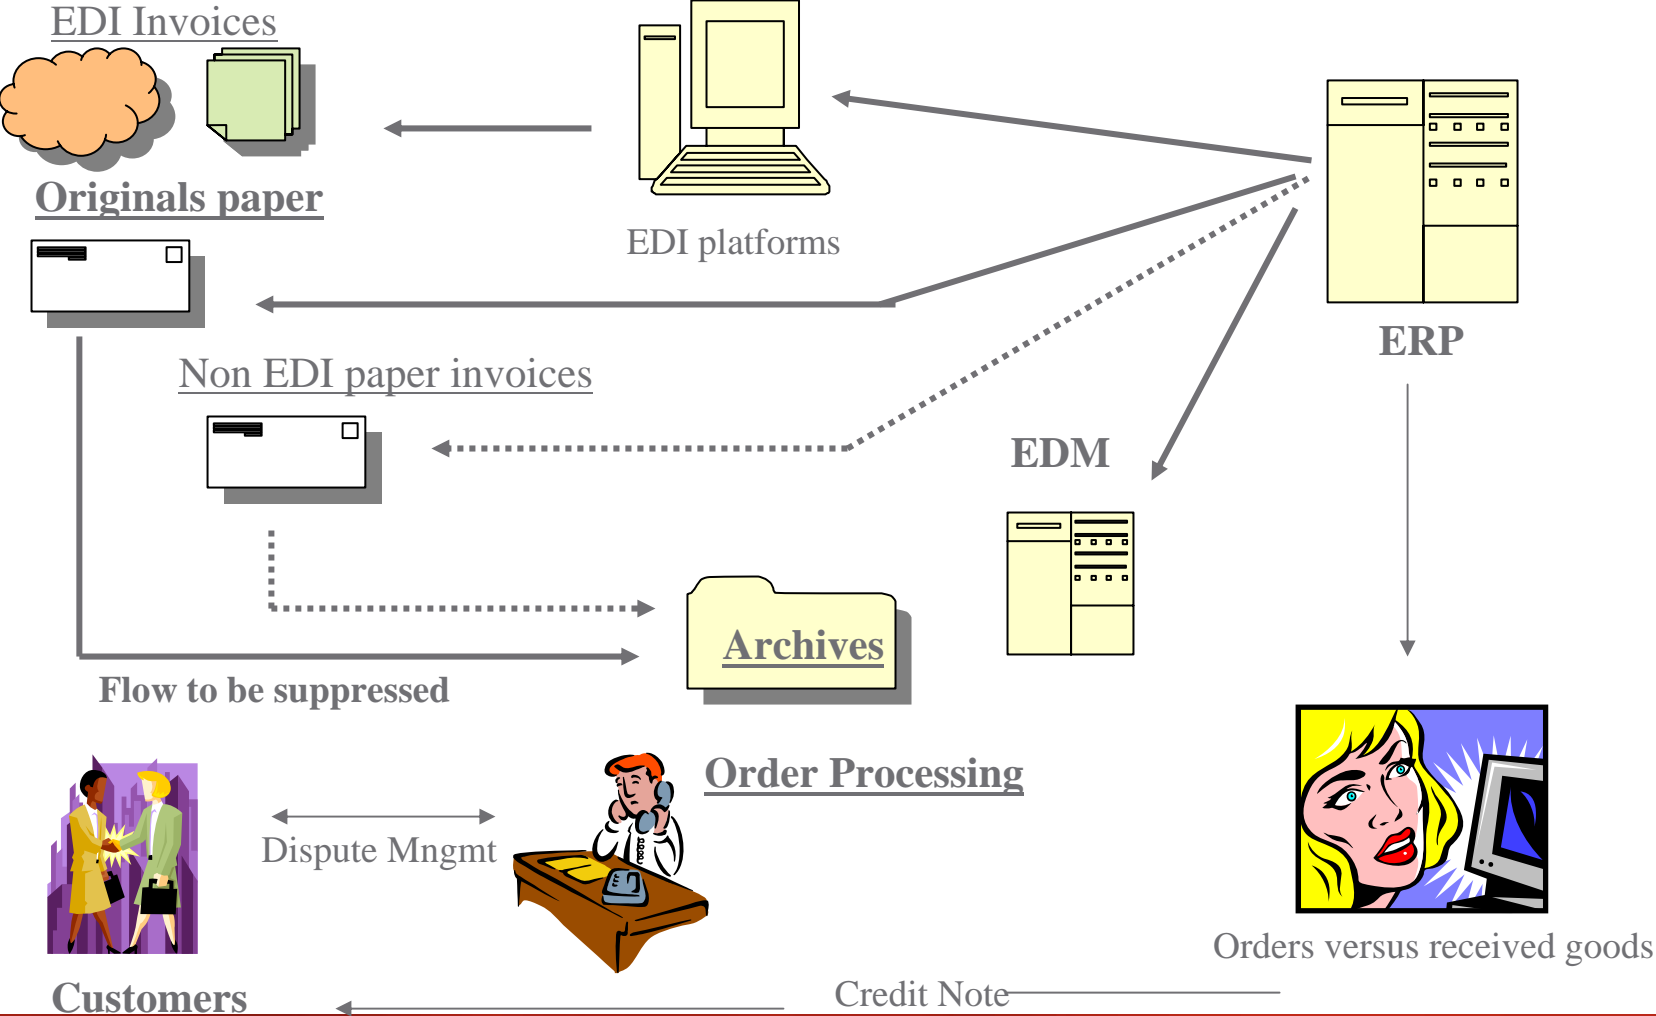 EDI Invoices
Originals paper
EDI platforms
ERP
Non EDI paper invoices
EDM
Archives
Flow to be suppressed
Order Processing
Dispute Mngmt
Orders versus received goods
Customers
Credit Note